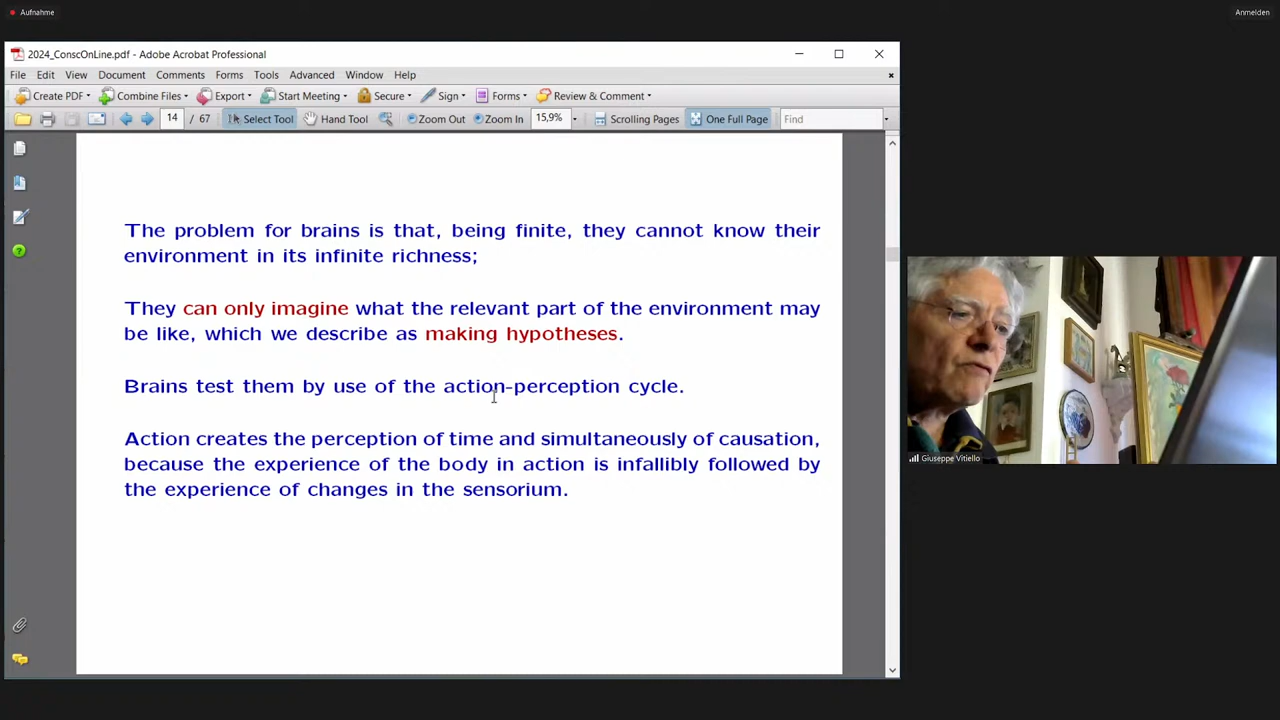 Aufnahme
Anmelden
2024_ConscOnLine.pdf - Adobe Acrobat Professional
File Edit View Document Comments Forms Tools Advanced Window Help
Create PDF Combine Files Export Start Meeting Secure Sign Forms Review & Comment
14 / 67 Select Tool Hand Tool Zoom Out Zoom In 15,9% Scrolling Pages One Full Page Find
The problem for brains is that, being finite, they cannot know their
environment in its infinite richness;
They can only imagine what the relevant part of the environment may
be like, which we describe as making hypotheses.
Brains test them by use of the action-perception cycle.
Action creates the perception of time and simultaneously of causation,
because the experience of the body in action is infallibly followed by
the experience of changes in the sensorium.
Giuseppe Vitiello